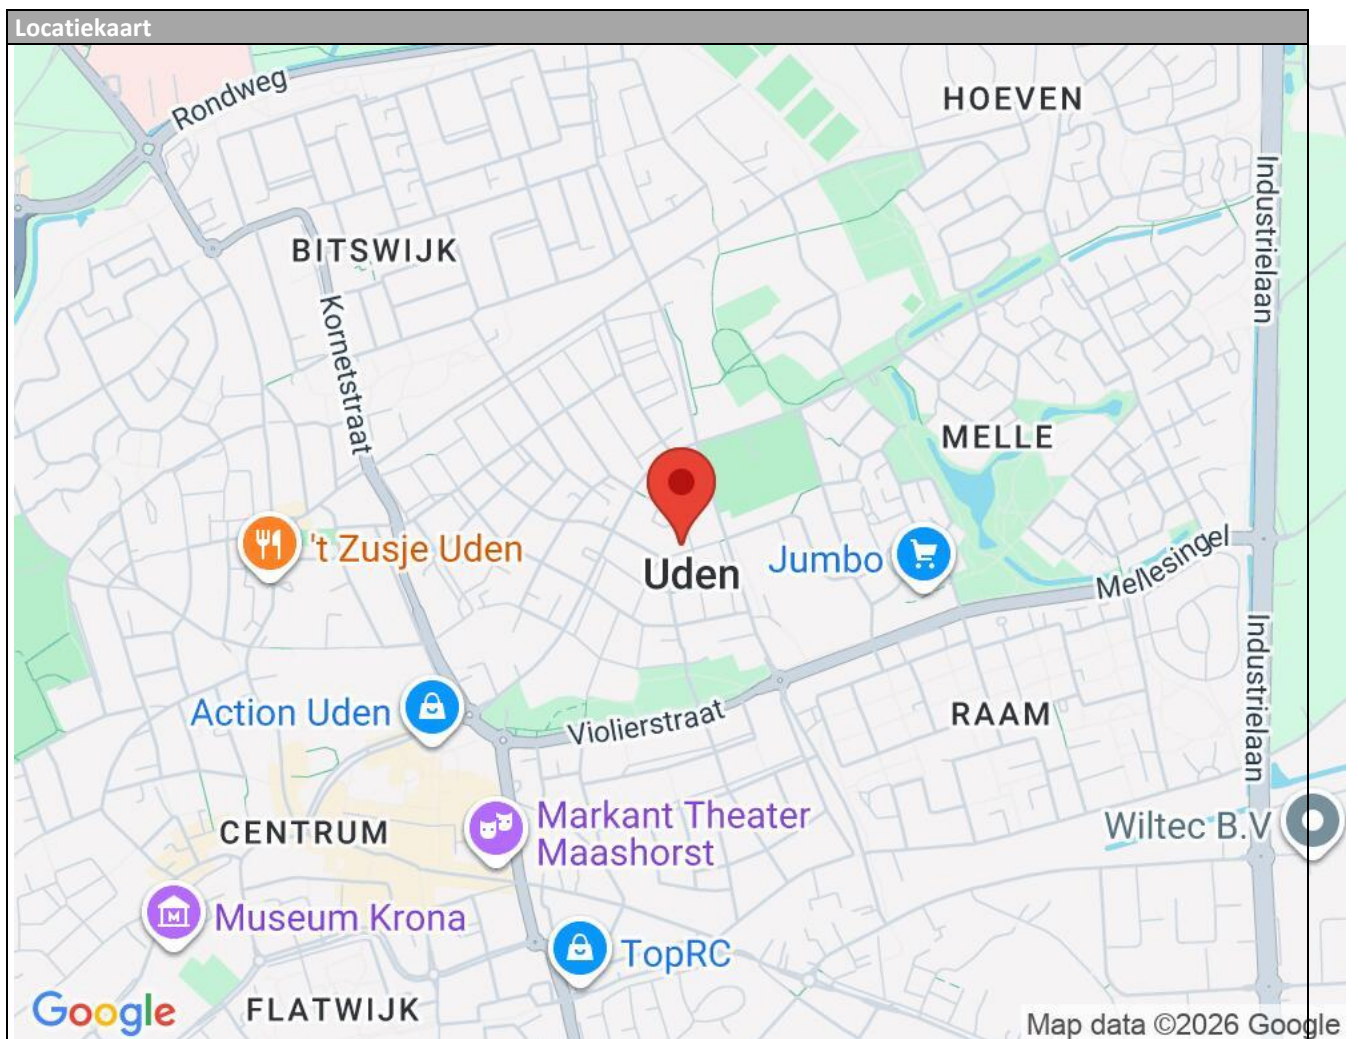 Locatiekaart
Rondweg
HOEVEN
Industrielaan
BITSWIJK
Kornetstraat
MELLE
't Zusje Uden
Uden
Jumbo
Mellesingel
Industrielaan
Action Uden
Violierstraat
RAAM
CENTRUM
Markant Theater
Maashorst
Wiltec B.V
Museum Krona
M
TopRC
FLATWIJK
Google
Map data ©2026 Google